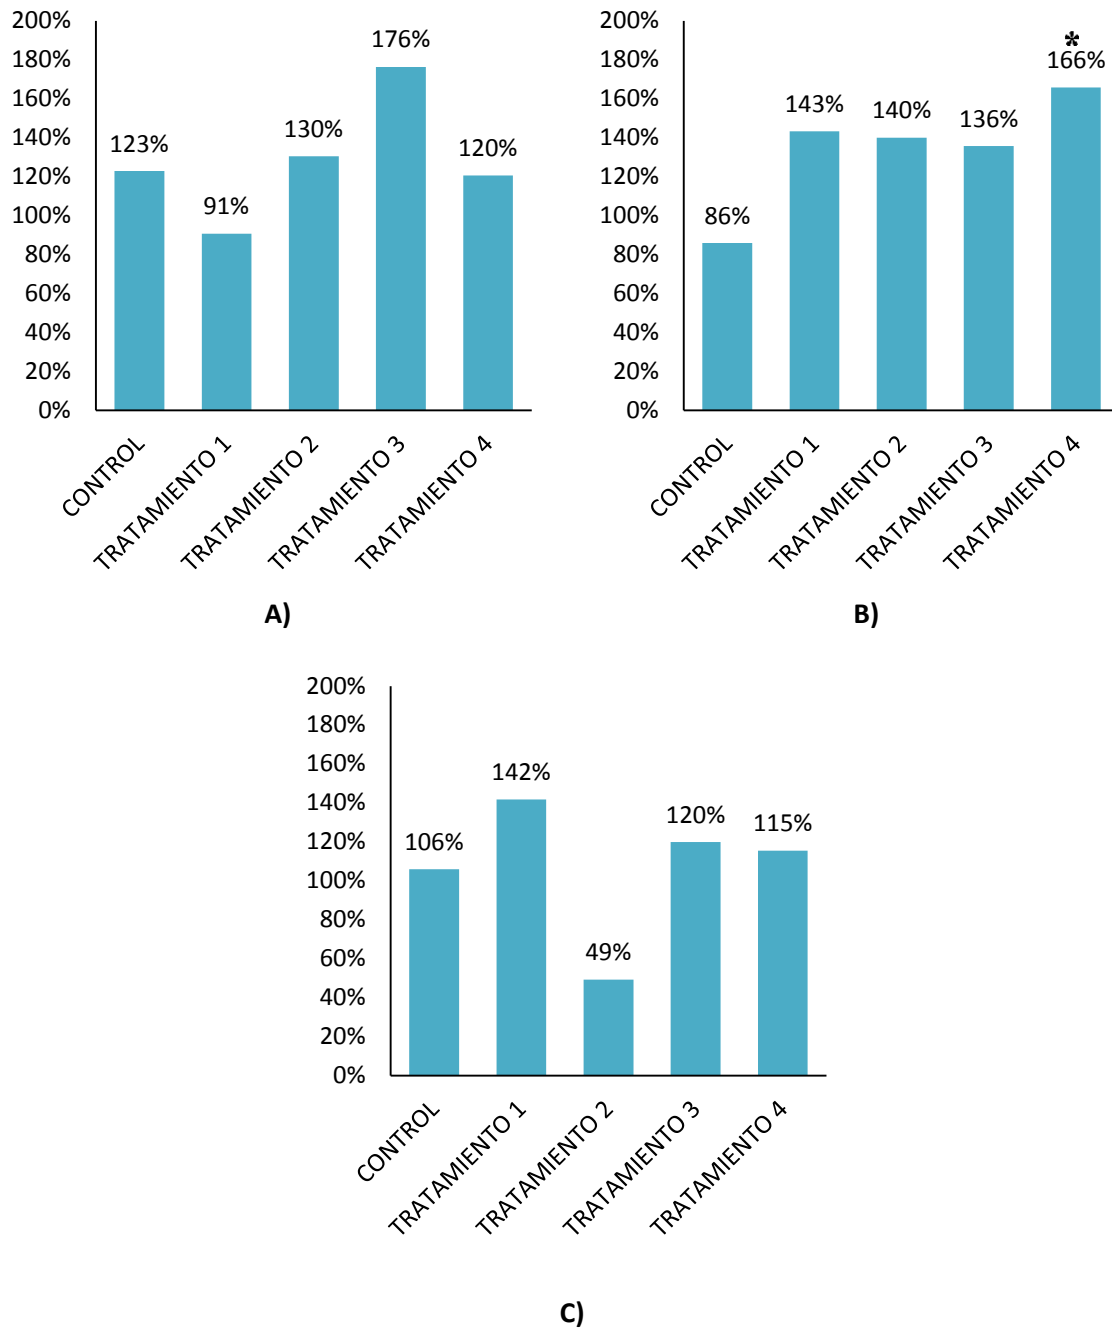 200%
180%
160%
140%
120%
100%
80%
60%
40%
20%
0%
123%
91%
130%
176%
120%
CONTROL
TRATAMIENTO 1
TRATAMIENTO 2
TRATAMIENTO 3
TRATAMIENTO 4
A)
200%
180%
160%
140%
120%
100%
80%
60%
40%
20%
0%
86%
143%
140%
136%
*
166%
CONTROL
TRATAMIENTO 1
TRATAMIENTO 2
TRATAMIENTO 3
TRATAMIENTO 4
B)
200%
180%
160%
140%
120%
100%
80%
60%
40%
20%
0%
106%
142%
49%
120%
115%
CONTROL
TRATAMIENTO 1
TRATAMIENTO 2
TRATAMIENTO 3
TRATAMIENTO 4
C)